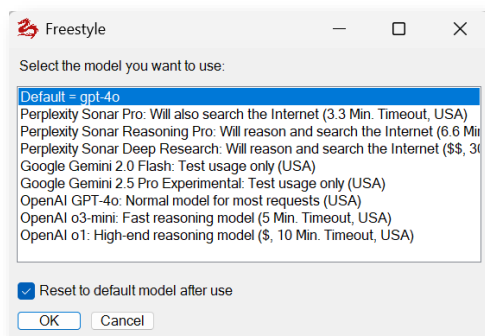 Freestyle
Select the model you want to use:
Default = gpt-4o
Perplexity Sonar Pro: Will also search the Internet (3.3 Min. Timeout, USA)
Perplexity Sonar Reasoning Pro: Will reason and search the Internet (6.6
Perplexity Sonar Deep Research: Will reason and search the Internet ($$,
Google Gemini 2.0 Flash: Test usage only (USA)
Google Gemini 2.5 Pro Experimental: Test usage only (USA)
OpenAI GPT-4o: Normal model for most requests (USA)
OpenAI o3-mini: Fast reasoning model (5 Min. Timeout, USA)
OpenAI o1: High-end reasoning model ($, 10 Min. Timeout, USA)
Reset to default model after use
OK Cancel